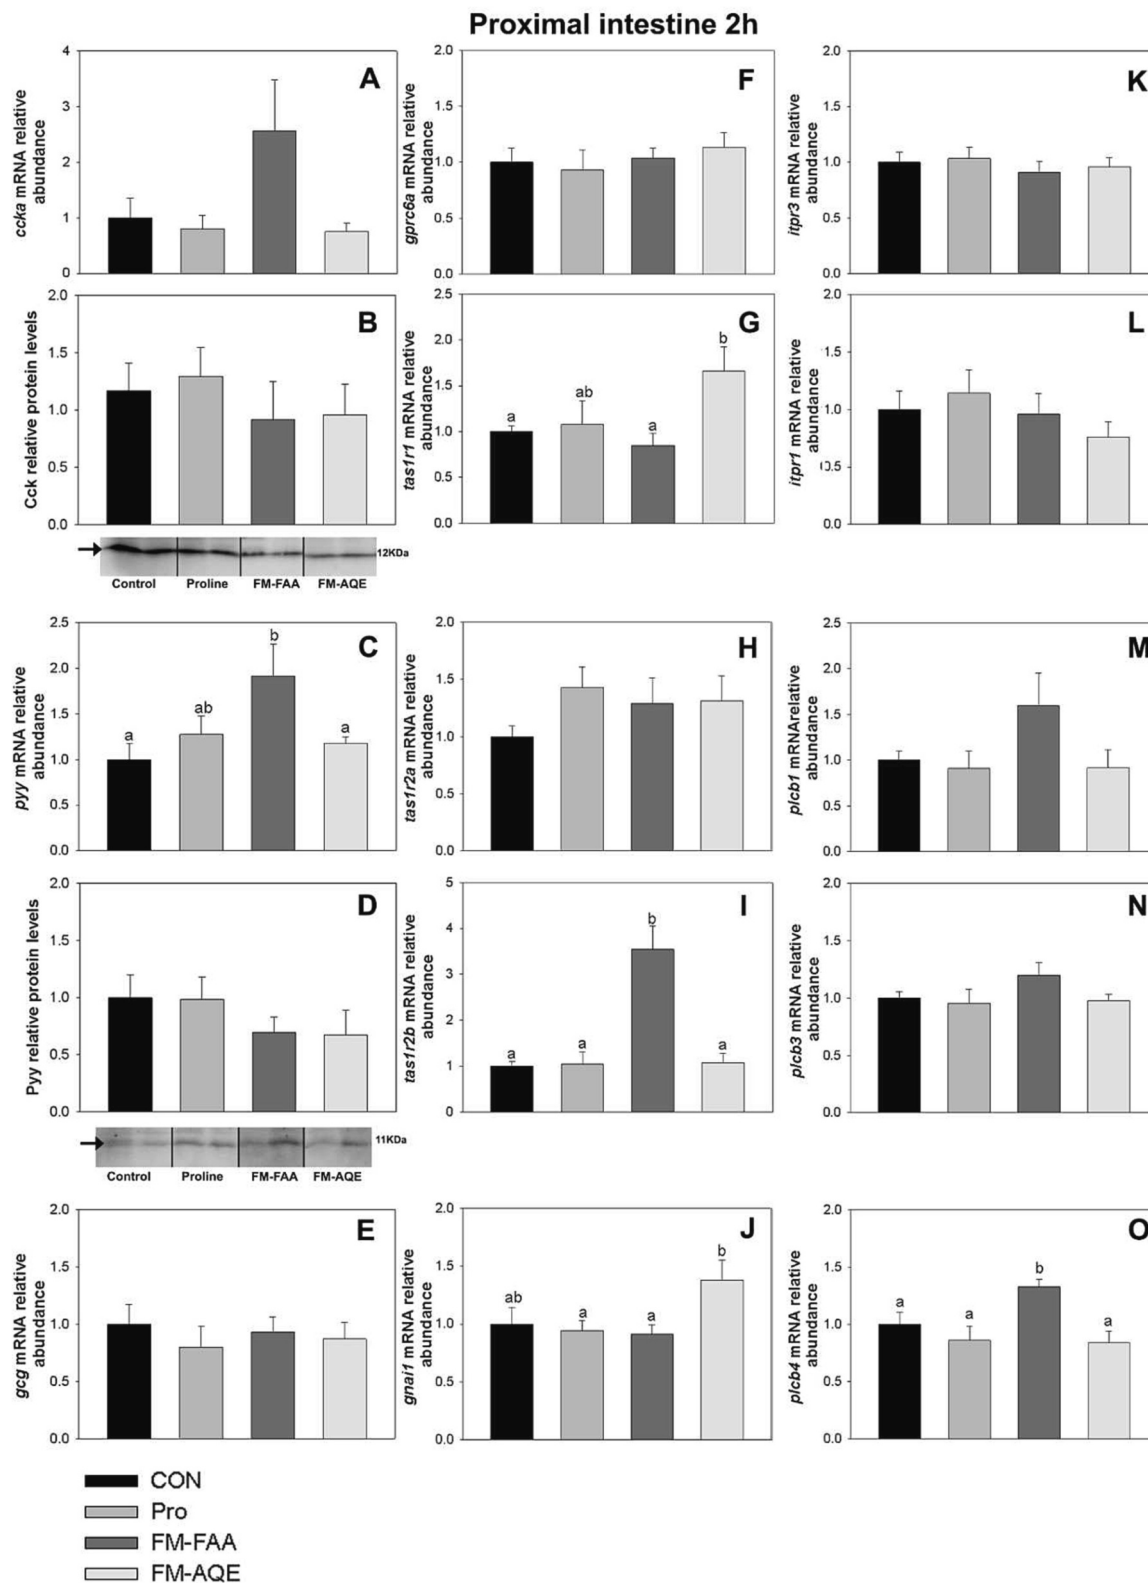 Proximal intestine 2h
A
ccka mRNA relative
abundance
4
3
2
1
0
F
gprc6a mRNA relative
abundance
2.0
1.5
1.0
0.5
0.0
K
itpr3 mRNA relative
abundance
2.0
1.5
1.0
0.5
0.0
B
Cck relative protein levels
2.0
1.5
1.0
0.5
0.0
12KDa
Control Proline FM-FAA FM-AQE
G
tas1r1 mRNA relative
abundance
2.5
2.0
1.5
1.0
0.5
0.0
a ab a b
L
itpr1 mRNA relative
abundance
2.0
1.5
1.0
0.5
0.0
C
pyy mRNA relative
abundance
2.5
2.0
1.5
1.0
0.5
0.0
a ab b a
H
tas1r2a mRNA relative
abundance
2.0
1.5
1.0
0.5
0.0
M
plcb1 mRNArelative
abundance
2.5
2.0
1.5
1.0
0.5
0.0
D
Pyy relative protein levels
2.0
1.5
1.0
0.5
0.0
11KDa
Control Proline FM-FAA FM-AQE
I
tas1r2b mRNA relative
abundance
5
4
3
2
1
0
a a b a
N
plcb3 mRNA relative
abundance
2.0
1.5
1.0
0.5
0.0
E
gcg mRNA relative
abundance
2.0
1.5
1.0
0.5
0.0
J
gnai1 mRNA relative
abundance
2.0
1.5
1.0
0.5
0.0
ab a a b
O
plcb4 mRNA relative
abundance
2.0
1.5
1.0
0.5
0.0
a a b a
CON
Pro
FM-FAA
FM-AQE